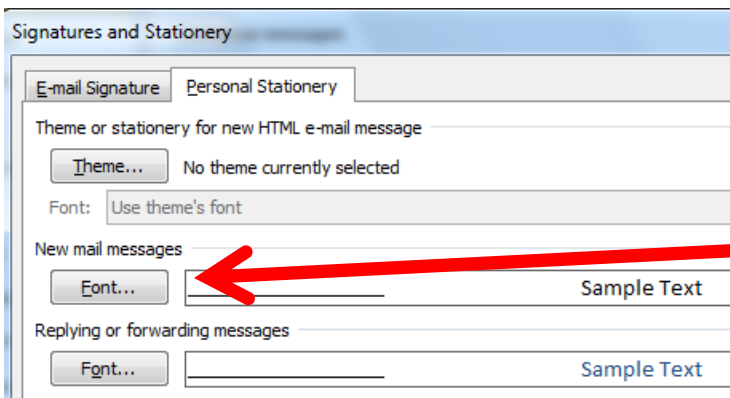 Signatures and Stationery
E-mail Signature Personal Stationery
Theme or stationery for new HTML e-mail message
Theme... No theme currently selected
Font: Use theme's font
New mail messages
Font... Sample Text
Replying or forwarding messages
Font... Sample Text